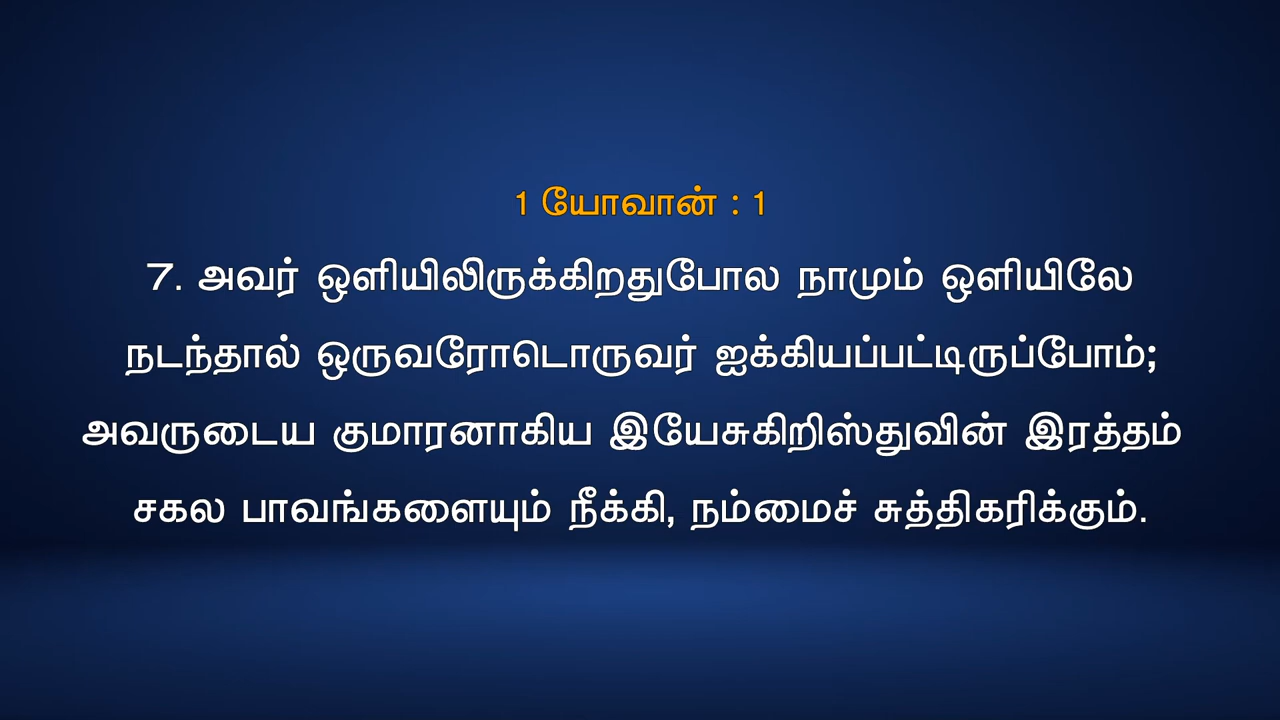 1 யோவான் : 1
7. அவர் ஒளியிலிருக்கிறதுபோல நாமும் ஒளியிலே
நடந்தால் ஒருவரோடொருவர் ஐக்கியப்பட்டிருப்போம்;
அவருடைய குமாரனாகிய இயேசுகிறிஸ்துவின் இரத்தம்
சகல பாவங்களையும் நீக்கி, நம்மைச் சுத்திகரிக்கும்.